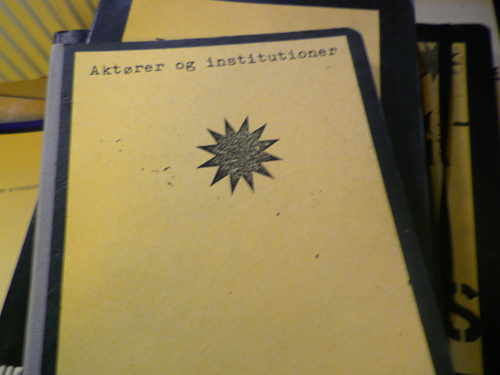 Aktører og institutioner
S